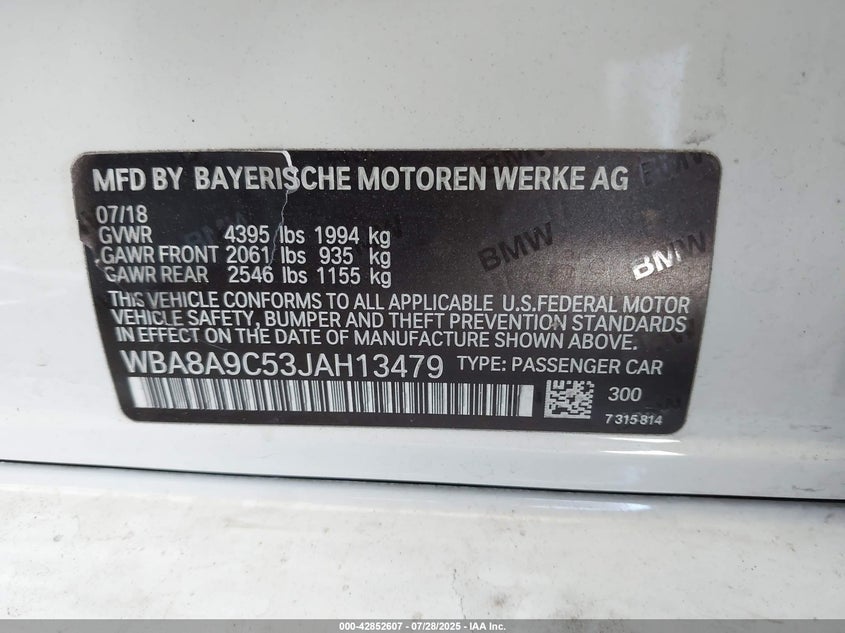 MFD BY BAYERISCHE MOTOREN WERKE AG
07/18
GVWR 4395 lbs 1994 kg
GAWR FRONT 2061 lbs 935 kg
GAWR REAR 2546 lbs 1155 kg
BMW
BMW
THIS VEHICLE CONFORMS TO ALL APPLICABLE U.S.FEDERAL MOTOR
VEHICLE SAFETY, BUMPER AND THEFT PREVENTION STANDARDS
IN EFFECT ON THE DATE OF MANUFACTURE SHOWN ABOVE.
WBA8A9C53JAH13479 TYPE: PASSENGER CAR
300
7 315 814
000-42852607 / 07/28/2025 - IAA Inc.